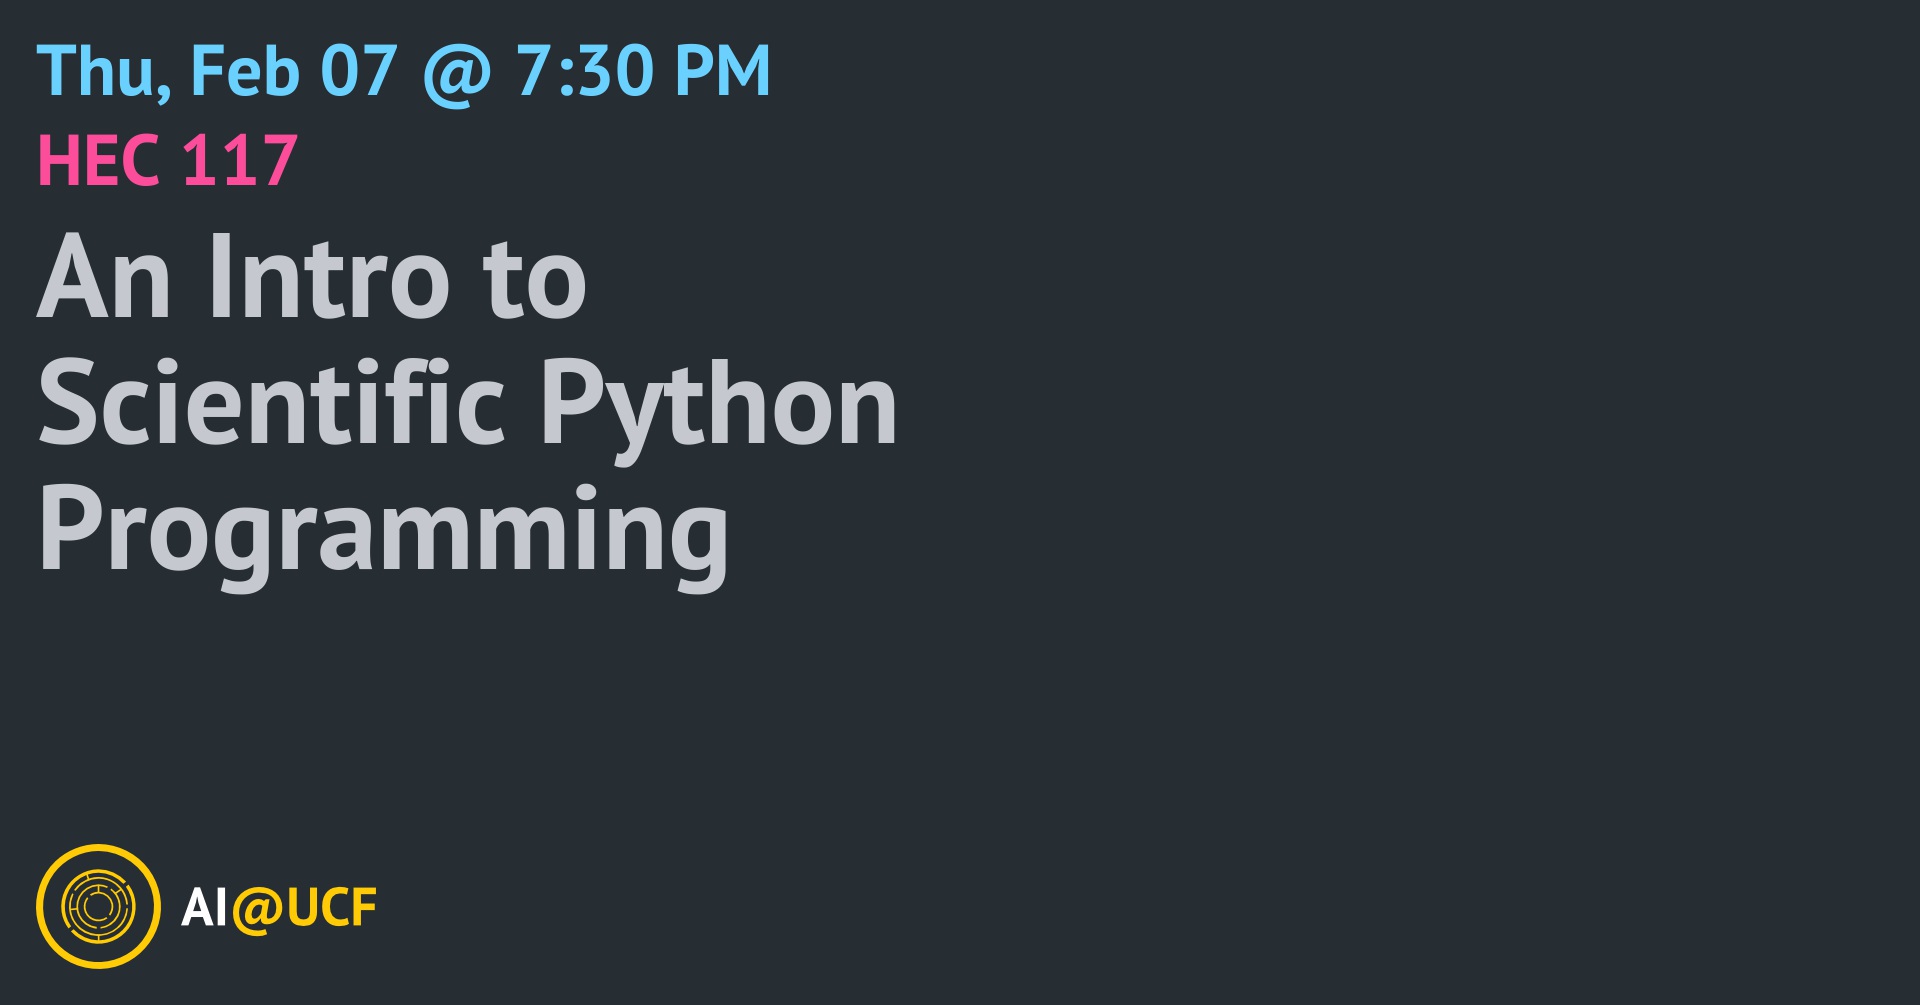 Thu, Feb 07 @ 7:30 PM
HEC 117
An Intro to
Scientific Python
Programming
AI@UCF